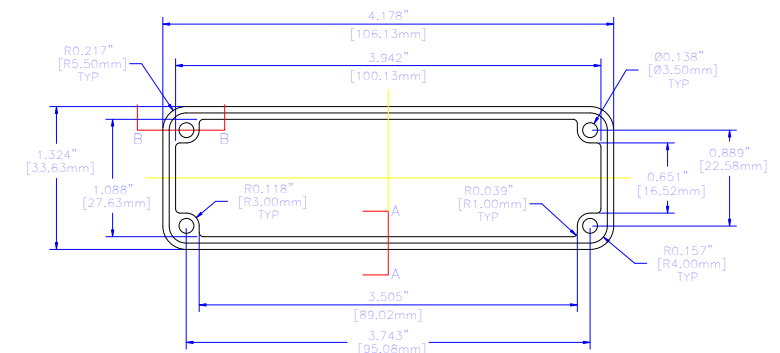 4.178"
[106.13mm]
R0.217"
[R5.50mm]
TYP
3.942"
[100.13mm]
Ø0.138"
[Ø3.50mm]
TYP
B
B
1.324"
[33.63mm]
1.088"
[27.63mm]
0.889"
[22.58mm]
0.651"
[16.52mm]
R0.118"
[R3.00mm]
TYP
R0.039"
[R1.00mm]
TYP
A
A
R0.157"
[R4.00mm]
TYP
3.505"
[89.02mm]
3.743"
[95.08mm]